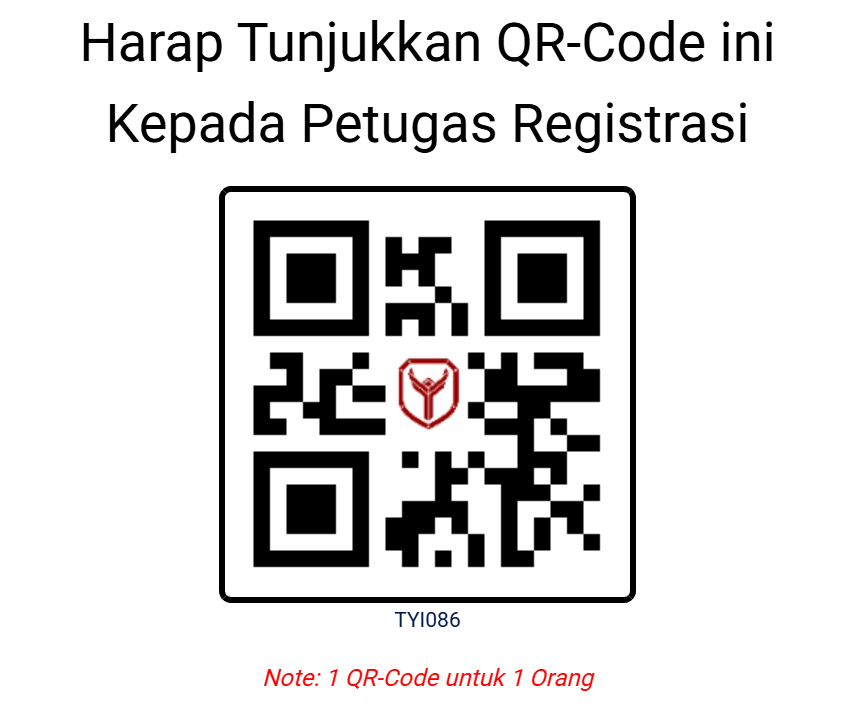 Harap Tunjukkan QR-Code ini
Kepada Petugas Registrasi
TYI086
Note: 1 QR-Code untuk 1 Orang